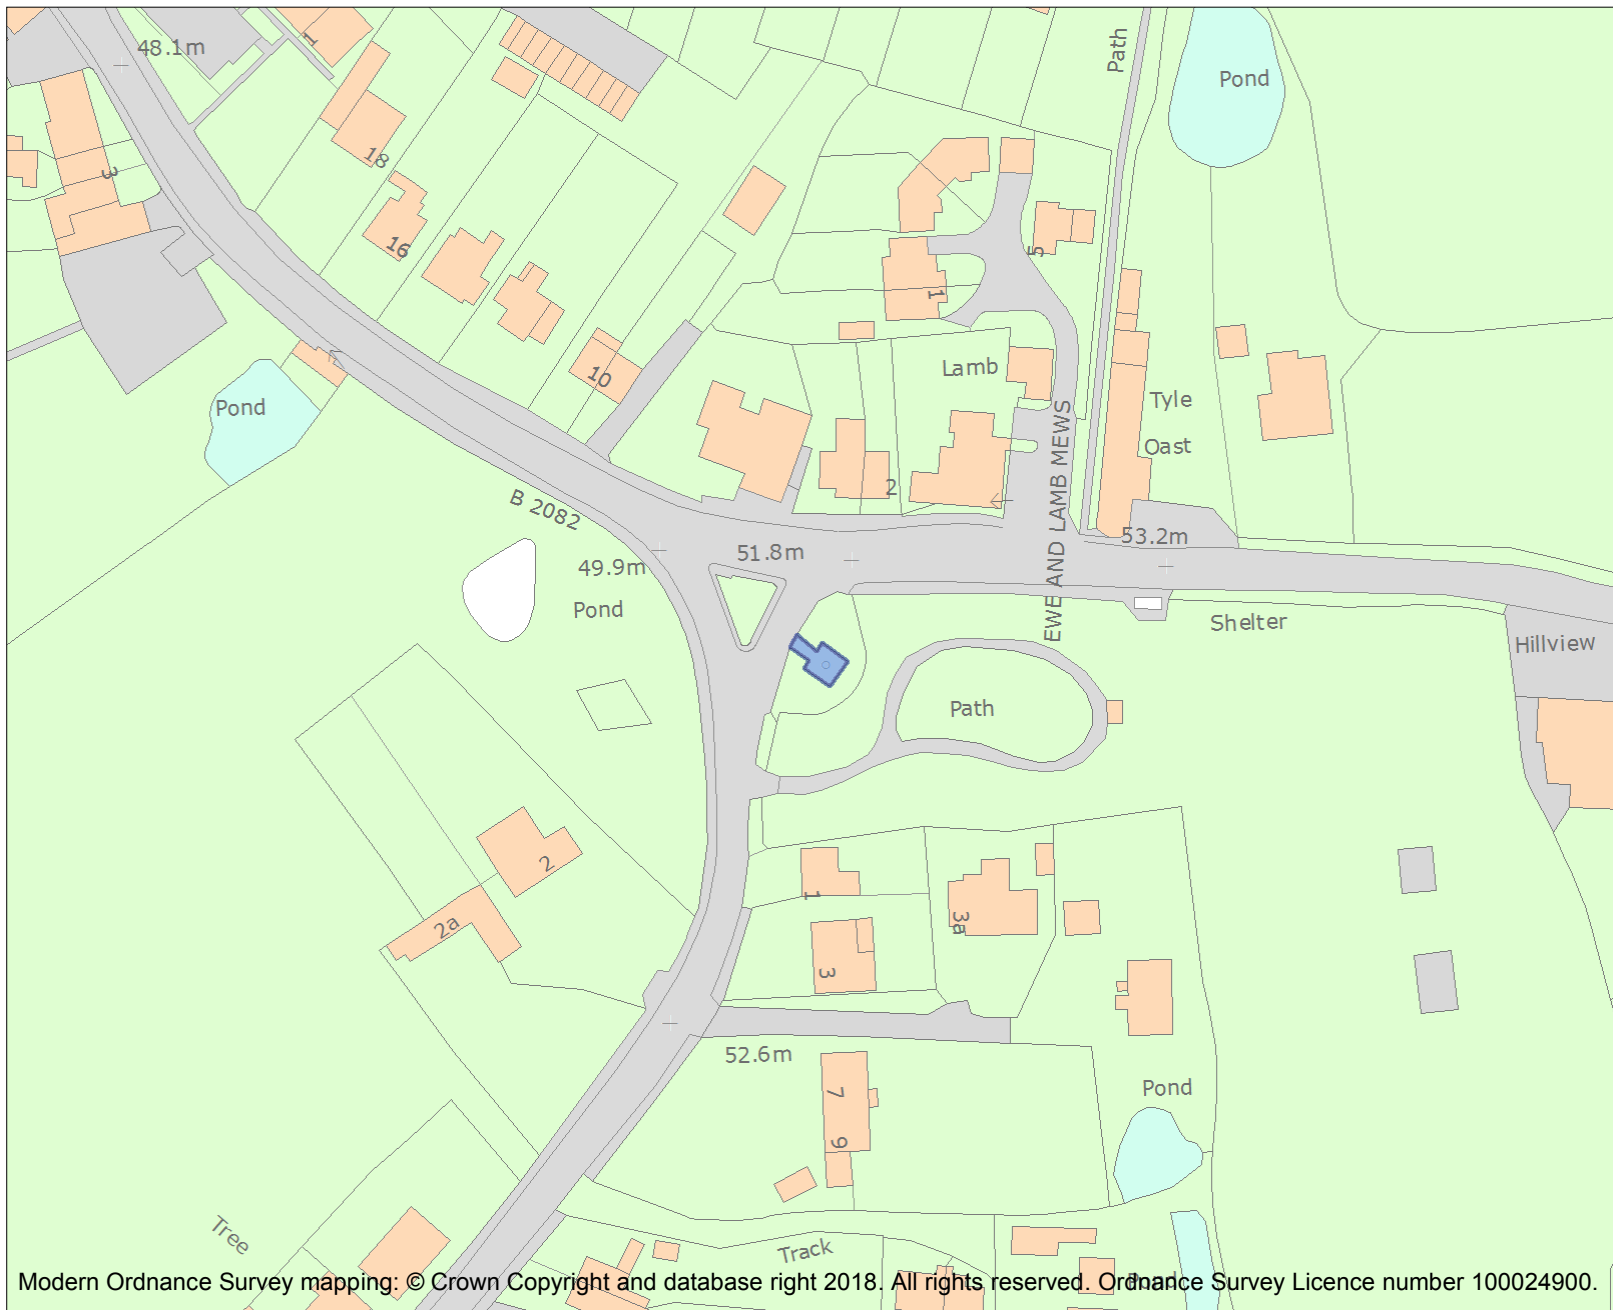 48.1m
1
Path
Pond
18
3
16
5
1
10
Lamb
Tyle
Oast
Pond
2
EWE AND LAMB MEWS
B 2082
51.8m
53.2m
49.9m
Pond
Shelter
Hillview
Path
2
1
2a
3a
3
52.6m
7
9
Pond
Tree
Track
Pond
Modern Ordnance Survey mapping: © Crown Copyright and database right 2018. All rights reserved. Ordnance Survey Licence number 100024900.